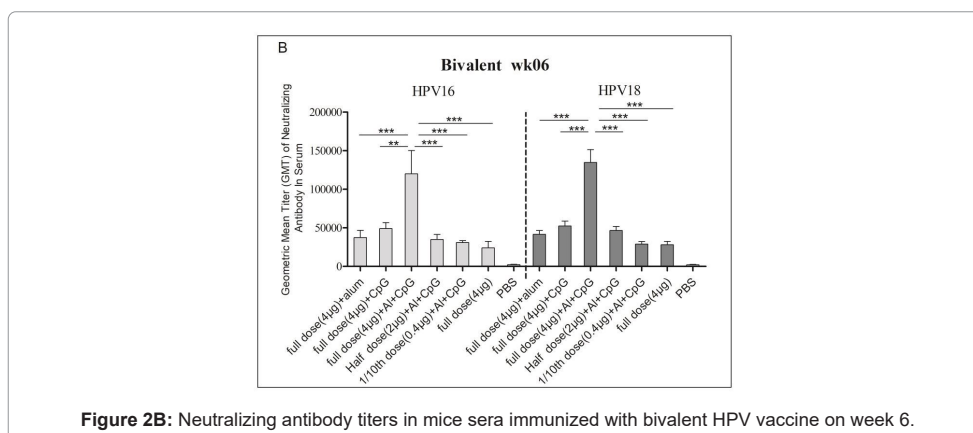 B
Bivalent wk06
HPV16
HPV18
Geometric Mean Titer (GMT) of Neutralizing
Antibody In Serum
200000
150000
100000
50000
0
***
**
***
***
***
***
***
***
***
***
full dose(4µg)+alum
full dose(4µg)+CpG
full dose(4µg)+Al+CpG
Half dose(2µg)+Al+CpG
1/10th dose(0.4µg)+Al+CpG
full dose(4µg)
PBS
full dose(4µg)+alum
full dose(4µg)+CpG
full dose(4µg)+Al+CpG
Half dose(2µg)+Al+CpG
1/10th dose(0.4µg)+Al+CpG
full dose(4µg)
PBS
Figure 2B: Neutralizing antibody titers in mice sera immunized with bivalent HPV vaccine on week 6.